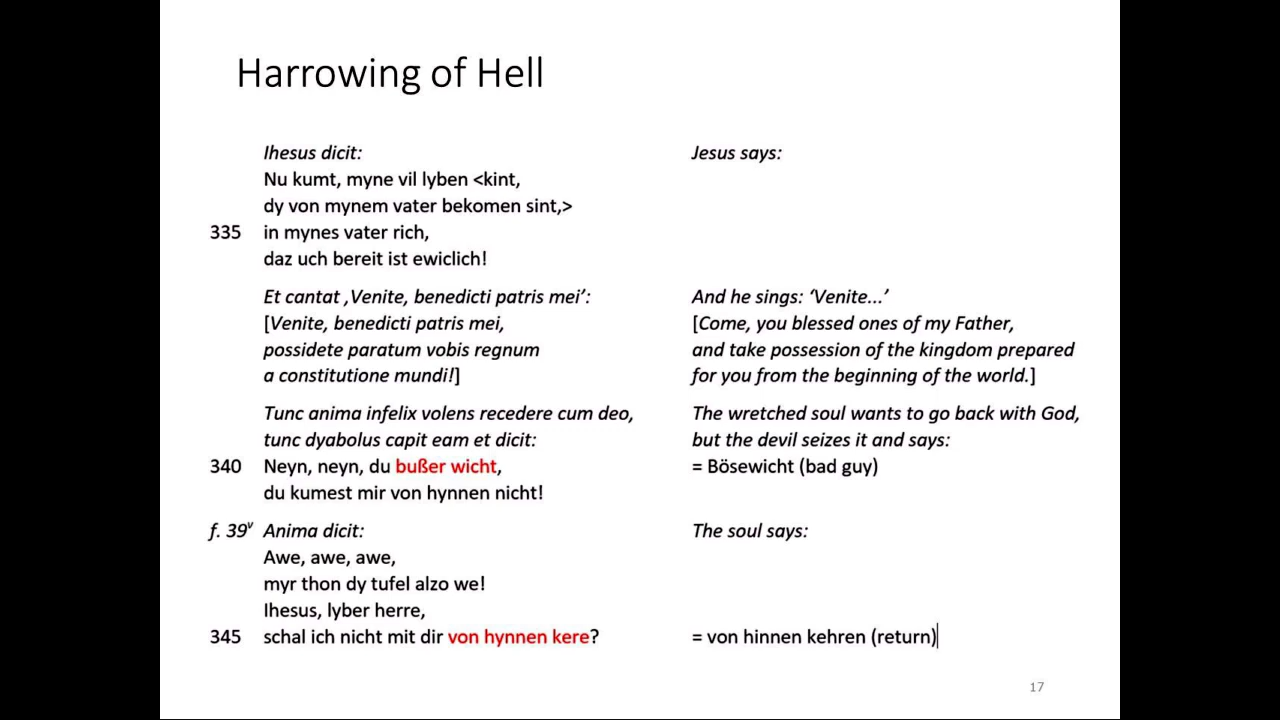 Harrowing of Hell
Ihesus dicit: Jesus says:
Nu kumt, myne vil lyben <kint,
dy von mynem vater bekomen sint,>
335 in mynes vater rich,
daz uch bereit ist ewiclich!
Et cantat ‚Venite, benedicti patris mei’: And he sings: ‘Venite...’
[Venite, benedicti patris mei, [Come, you blessed ones of my Father,
possidete paratum vobis regnum and take possession of the kingdom prepared
a constitutione mundi!] for you from the beginning of the world.]
Tunc anima infelix volens recedere cum deo, The wretched soul wants to go back with God,
tunc dyabolus capit eam et dicit: but the devil seizes it and says:
340 Neyn, neyn, du bußer wicht, = Bösewicht (bad guy)
du kumest mir von hynnen nicht!
f. 39v Anima dicit: The soul says:
Awe, awe, awe,
myr thon dy tufel alzo we!
Ihesus, lyber herre,
345 schal ich nicht mit dir von hynnen kere? = von hinnen kehren (return)
17